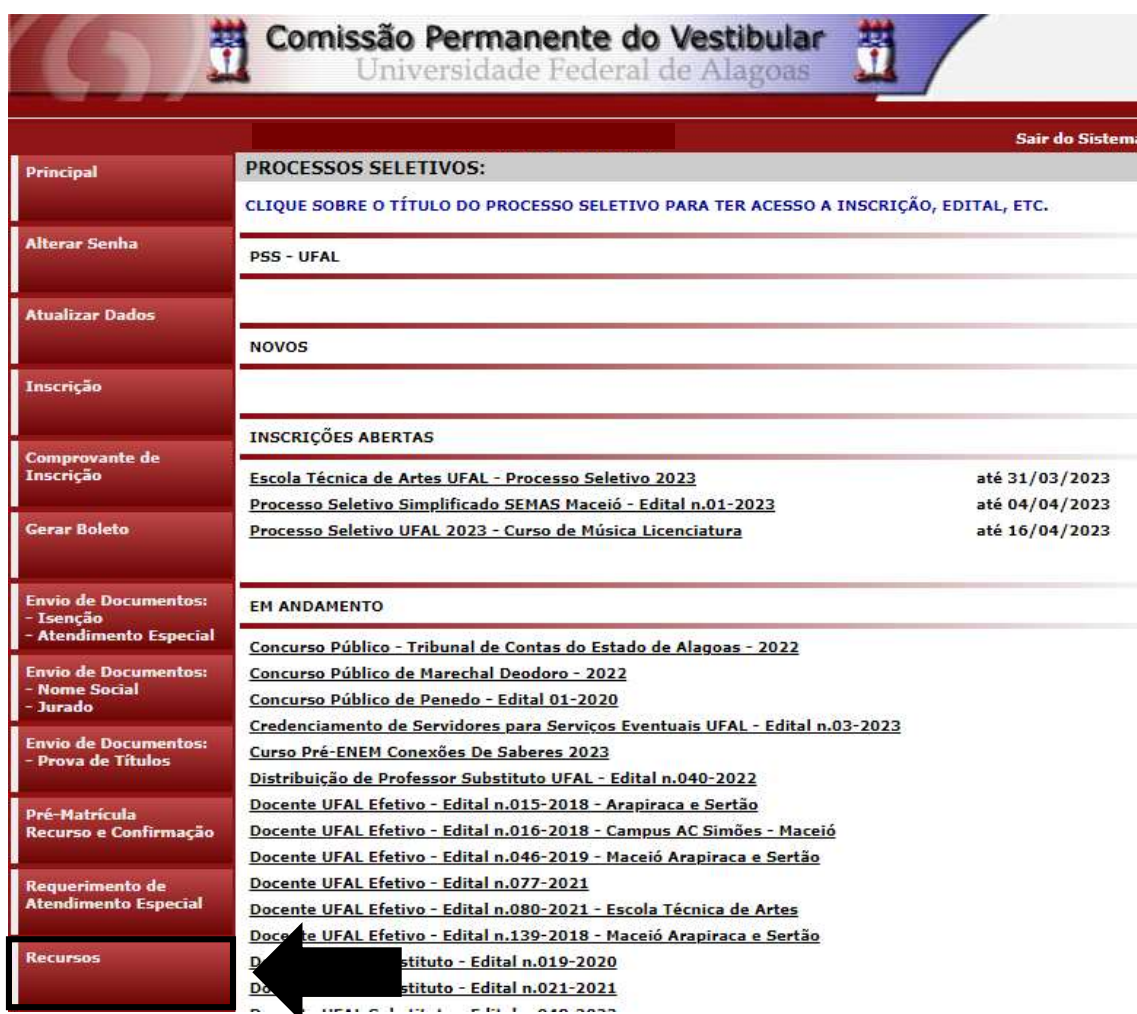 Comissão Permanente do Vestibular
Universidade Federal de Alagoas
Sair do Sistema
Principal
Alterar Senha
Atualizar Dados
Inscrição
Comprovante de
Inscrição
Gerar Boleto
Envio de Documentos:
- Isenção
- Atendimento Especial
Envio de Documentos:
- Nome Social
- Jurado
Envio de Documentos:
- Prova de Títulos
Pré-Matrícula
Recurso e Confirmação
Requerimento de
Atendimento Especial
Recursos
PROCESSOS SELETIVOS:
CLIQUE SOBRE O TÍTULO DO PROCESSO SELETIVO PARA TER ACESSO A INSCRIÇÃO, EDITAL, ETC.
PSS - UFAL
NOVOS
INSCRIÇÕES ABERTAS
Escola Técnica de Artes UFAL - Processo Seletivo 2023 até 31/03/2023
Processo Seletivo Simplificado SEMAS Maceió - Edital n.01-2023 até 04/04/2023
Processo Seletivo UFAL 2023 - Curso de Música Licenciatura até 16/04/2023
EM ANDAMENTO
Concurso Público - Tribunal de Contas do Estado de Alagoas - 2022
Concurso Público de Marechal Deodoro - 2022
Concurso Público de Penedo - Edital 01-2020
Credenciamento de Servidores para Serviços Eventuais UFAL - Edital n.03-2023
Curso Pré-ENEM Conexões De Saberes 2023
Distribuição de Professor Substituto UFAL - Edital n.040-2022
Docente UFAL Efetivo - Edital n.015-2018 - Arapiraca e Sertão
Docente UFAL Efetivo - Edital n.016-2018 - Campus AC Simões - Maceió
Docente UFAL Efetivo - Edital n.046-2019 - Maceió Arapiraca e Sertão
Docente UFAL Efetivo - Edital n.077-2021
Docente UFAL Efetivo - Edital n.080-2021 - Escola Técnica de Artes
Docente UFAL Efetivo - Edital n.139-2018 - Maceió Arapiraca e Sertão
- Edital n.019-2020
- Edital n.021-2021